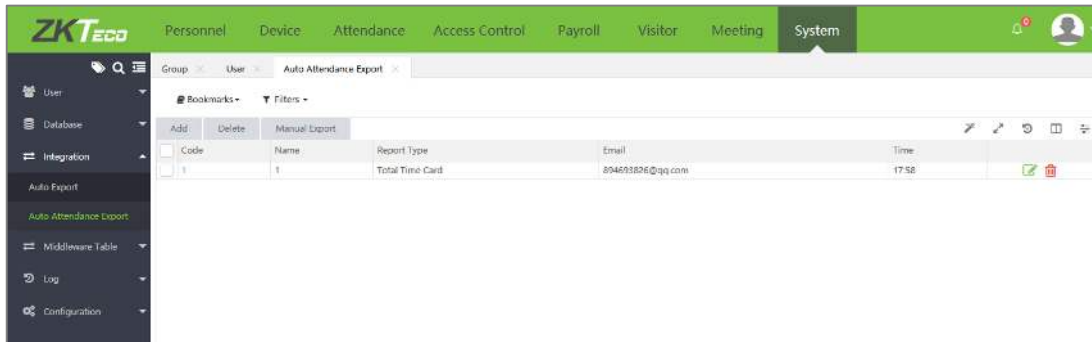 ZKTeco Personnel Device Attendance Access Control Payroll Visitor Meeting System 0
Group × User × Auto Attendance Export ×
User
Bookmarks Filters
Database
Add Delete Manual Export
Code Name Report Type Email Time
Integration
1 1 Total Time Card 894693826@qq.com 17:58
Auto Export
Auto Attendance Export
Middleware Table
Log
Configuration